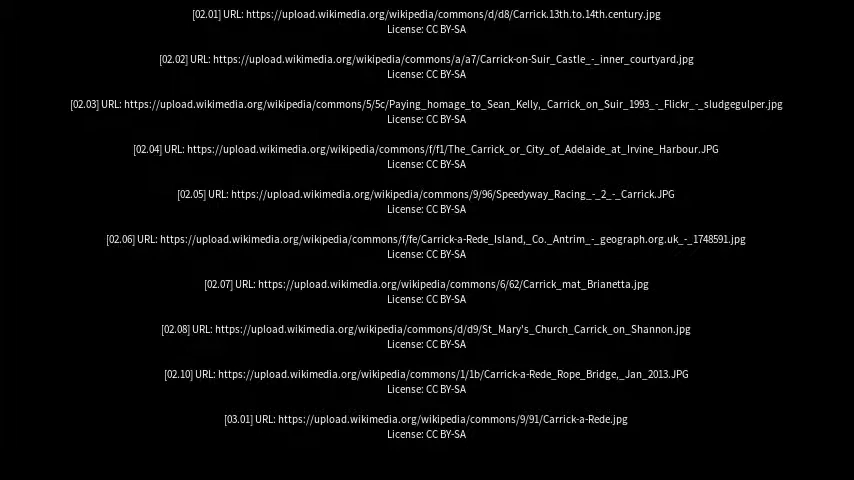 [02.01] URL: https://upload.wikimedia.org/wikipedia/commons/d/d8/Carrick.13th.to.14th.century.jpg
License: CC BY-SA
[02.02] URL: https://upload.wikimedia.org/wikipedia/commons/a/a7/Carrick-on-Suir_Castle_-_inner_courtyard.jpg
License: CC BY-SA
[02.03] URL: https://upload.wikimedia.org/wikipedia/commons/5/5c/Paying_homage_to_Sean_Kelly,_Carrick_on_Suir_1993_-_Flickr_-_sludgegulper.jpg
License: CC BY-SA
[02.04] URL: https://upload.wikimedia.org/wikipedia/commons/f/f1/The_Carrick_or_City_of_Adelaide_at_Irvine_Harbour.JPG
License: CC BY-SA
[02.05] URL: https://upload.wikimedia.org/wikipedia/commons/9/96/Speedyway_Racing_-_2_-_Carrick.JPG
License: CC BY-SA
[02.06] URL: https://upload.wikimedia.org/wikipedia/commons/f/fe/Carrick-a-Rede_Island,_Co._Antrim_-_geograph.org.uk_-_1748591.jpg
License: CC BY-SA
[02.07] URL: https://upload.wikimedia.org/wikipedia/commons/6/62/Carrick_mat_Brianetta.jpg
License: CC BY-SA
[02.08] URL: https://upload.wikimedia.org/wikipedia/commons/d/d9/St_Mary's_Church_Carrick_on_Shannon.jpg
License: CC BY-SA
[02.10] URL: https://upload.wikimedia.org/wikipedia/commons/1/1b/Carrick-a-Rede_Rope_Bridge,_Jan_2013.JPG
License: CC BY-SA
[03.01] URL: https://upload.wikimedia.org/wikipedia/commons/9/91/Carrick-a-Rede.jpg
License: CC BY-SA